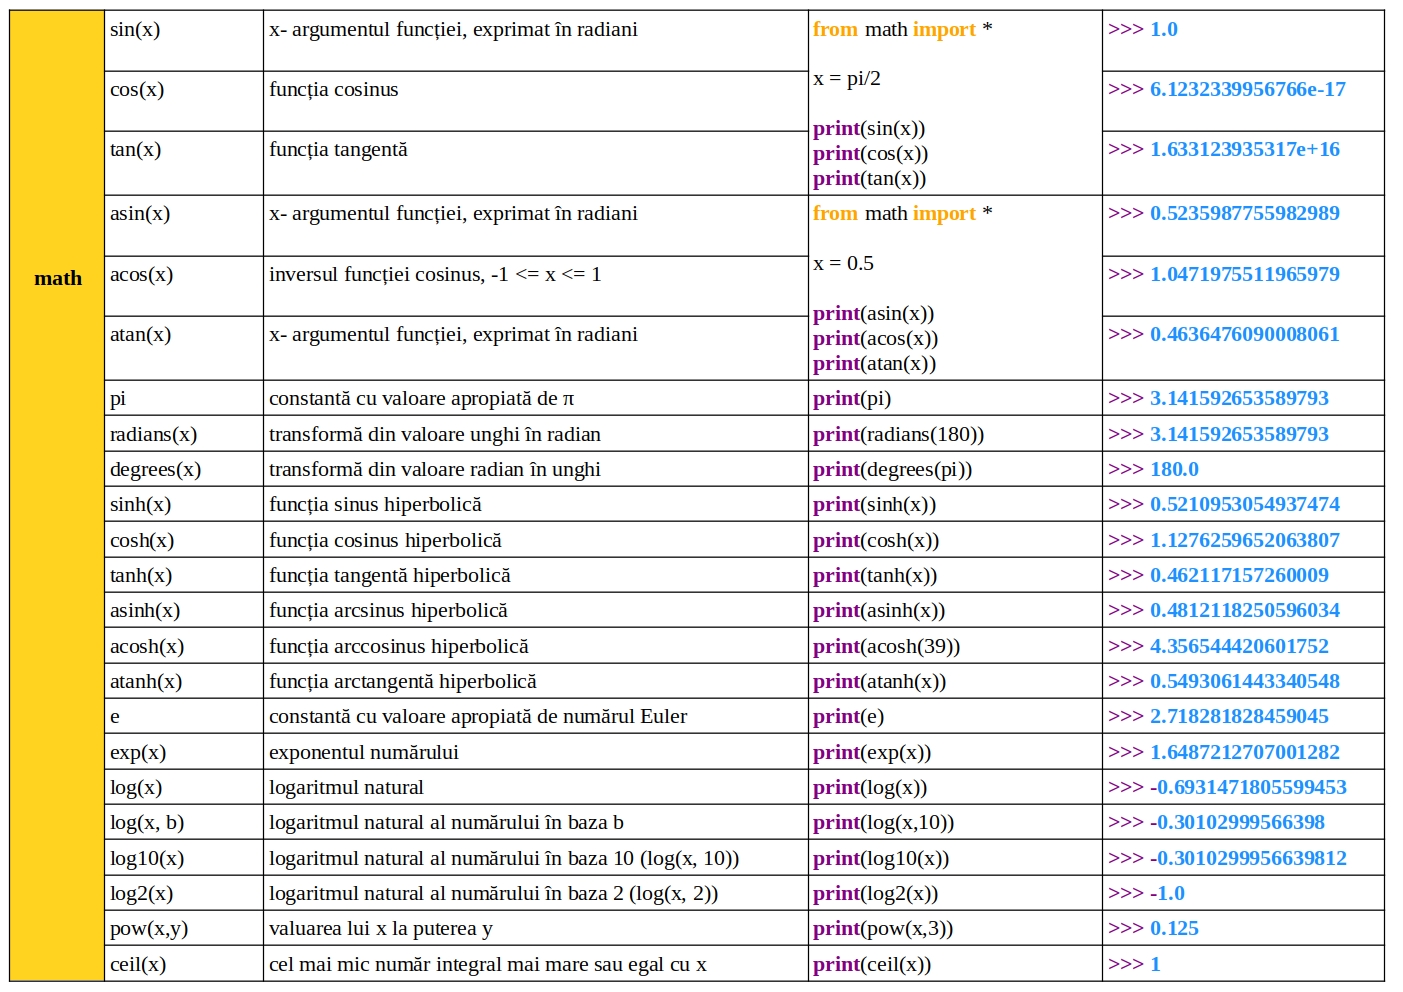 math
sin(x) x- argumentul funcției, exprimat în radiani
cos(x) funcția cosinus
tan(x) funcția tangentă
from math import *
x = pi/2
print(sin(x))
print(cos(x))
print(tan(x))
>>> 1.0
>>> 6.1232339956766e-17
>>> 1.633123935317e+16
asin(x) x- argumentul funcției, exprimat în radiani
acos(x) inversul funcției cosinus, -1 <= x <= 1
atan(x) x- argumentul funcției, exprimat în radiani
from math import *
x = 0.5
print(asin(x))
print(acos(x))
print(atan(x))
>>> 0.5235987755982989
>>> 1.0471975511965979
>>> 0.4636476090008061
pi constantă cu valoare apropiată de π print(pi) >>> 3.141592653589793
radians(x) transformă din valoare unghi în radian print(radians(180)) >>> 3.141592653589793
degrees(x) transformă din valoare radian în unghi print(degrees(pi)) >>> 180.0
sinh(x) funcția sinus hiperbolică print(sinh(x)) >>> 0.5210953054937474
cosh(x) funcția cosinus hiperbolică print(cosh(x)) >>> 1.1276259652063807
tanh(x) funcția tangentă hiperbolică print(tanh(x)) >>> 0.462117157260009
asinh(x) funcția arcsinus hiperbolică print(asinh(x)) >>> 0.4812118250596034
acosh(x) funcția arccosinus hiperbolică print(acosh(39)) >>> 4.356544420601752
atanh(x) funcția arctangentă hiperbolică print(atanh(x)) >>> 0.5493061443340548
e constantă cu valoare apropiată de numărul Euler print(e) >>> 2.718281828459045
exp(x) exponentul numărului print(exp(x)) >>> 1.6487212707001282
log(x) logaritmul natural print(log(x)) >>> -0.6931471805599453
log(x, b) logaritmul natural al numărului în baza b print(log(x,10)) >>> -0.30102999566398
log10(x) logaritmul natural al numărului în baza 10 (log(x, 10)) print(log10(x)) >>> -0.3010299956639812
log2(x) logaritmul natural al numărului în baza 2 (log(x, 2)) print(log2(x)) >>> -1.0
pow(x,y) valuarea lui x la puterea y print(pow(x,3)) >>> 0.125
ceil(x) cel mai mic număr integral mai mare sau egal cu x print(ceil(x)) >>> 1